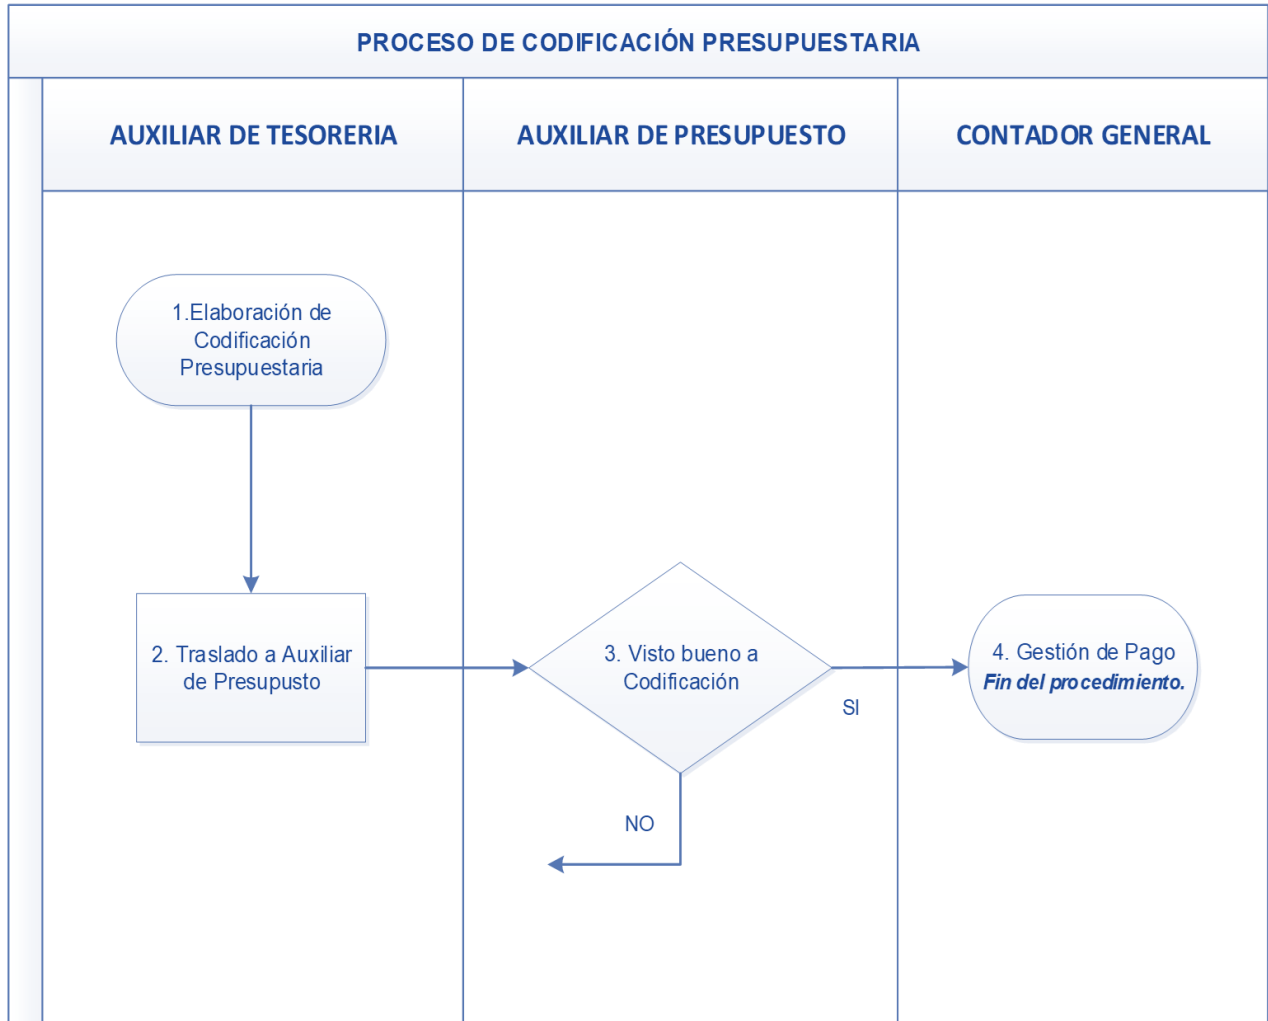 PROCESO DE CODIFICACIÓN PRESUPUESTARIA
AUXILIAR DE TESORERIA
AUXILIAR DE PRESUPUESTO
CONTADOR GENERAL
1.Elaboración de
Codificación
Presupuestaria
2. Traslado a Auxiliar
de Presupusto
3. Visto bueno a
Codificación
SI
NO
4. Gestión de Pago
Fin del procedimiento.